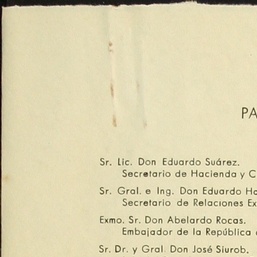 PA
Sr. Lic. Don Eduardo Suárez.
Secretario de Hacienda y C
Sr. Gral. e Ing. Don Eduardo Ha
Secretario de Relaciones Ex
Exmo. Sr. Don Abelardo Rocas.
Embajador de la República
Sr. Dr. y Gral. Don José Siurob.